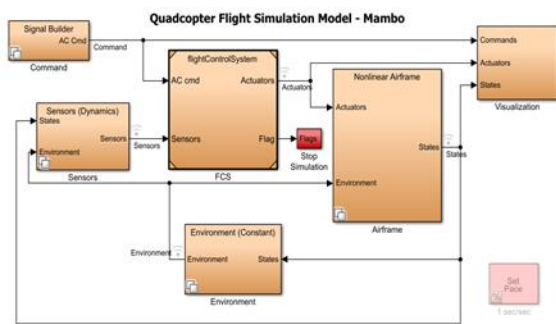 Quadcopter Flight Simulation Model - Mambo
Signal Builder
AC Cmd
Command
Command
flightControlSystem
AC cmd
Actuators
Actuators
Sensors
Flag
FCS
Flags
Stop
Simulation
Nonlinear Airframe
Actuators
States
States
Environment
Airframe
Commands
Actuators
States
Visualization
Sensors (Dynamics)
States
Sensors
Sensors
Environment
Sensors
Environment (Constant)
Environment
Environment
States
Environment
Set
Pace
1 sec/sec